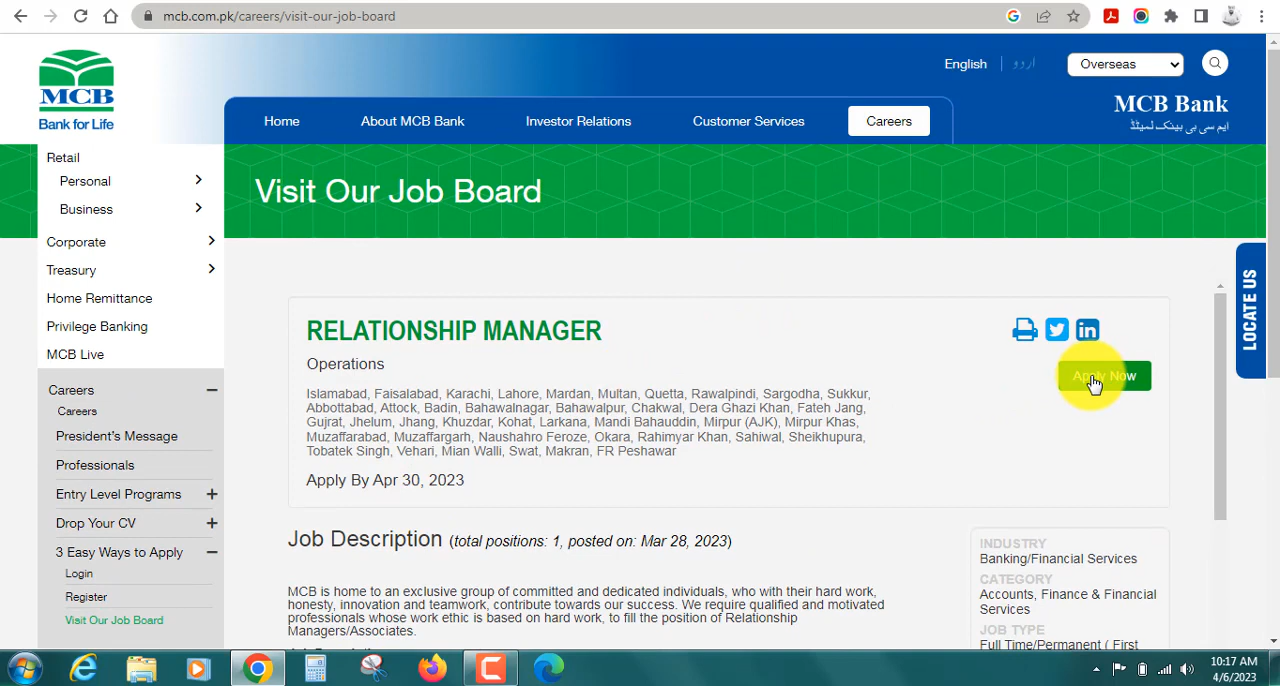 mcb.com.pk/careers/visit-our-job-board
English
اردو
Overseas
MCB
Bank for Life
MCB Bank
ایم سی بی بینک لمیٹڈ
Home
About MCB Bank
Investor Relations
Customer Services
Careers
Retail
Personal
Business
Corporate
Treasury
Home Remittance
Privilege Banking
MCB Live
Careers
Careers
President's Message
Professionals
Entry Level Programs
Drop Your CV
3 Easy Ways to Apply
Login
Register
Visit Our Job Board
Visit Our Job Board
LOCATE US
RELATIONSHIP MANAGER
Operations
Apply Now
Islamabad, Faisalabad, Karachi, Lahore, Mardan, Multan, Quetta, Rawalpindi, Sargodha, Sukkur,
Abbottabad, Attock, Badin, Bahawalnagar, Bahawalpur, Chakwal, Dera Ghazi Khan, Fateh Jang,
Gujrat, Jhelum, Jhang, Khuzdar, Kohat, Larkana, Mandi Bahauddin, Mirpur (AJK), Mirpur Khas,
Muzaffarabad, Muzaffargarh, Naushahro Feroze, Okara, Rahimyar Khan, Sahiwal, Sheikhupura,
Tobatek Singh, Vehari, Mian Walli, Swat, Makran, FR Peshawar
Apply By Apr 30, 2023
Job Description (total positions: 1, posted on: Mar 28, 2023)
MCB is home to an exclusive group of committed and dedicated individuals, who with their hard work,
honesty, innovation and teamwork, contribute towards our success. We require qualified and motivated
professionals whose work ethic is based on hard work, to fill the position of Relationship
Managers/Associates.
INDUSTRY
Banking/Financial Services
CATEGORY
Accounts, Finance & Financial
Services
JOB TYPE
Full Time/Permanent ( First
10:17 AM
4/6/2023